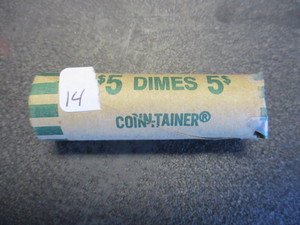 $5 DIMES 5$
14
COIN-TAINER®